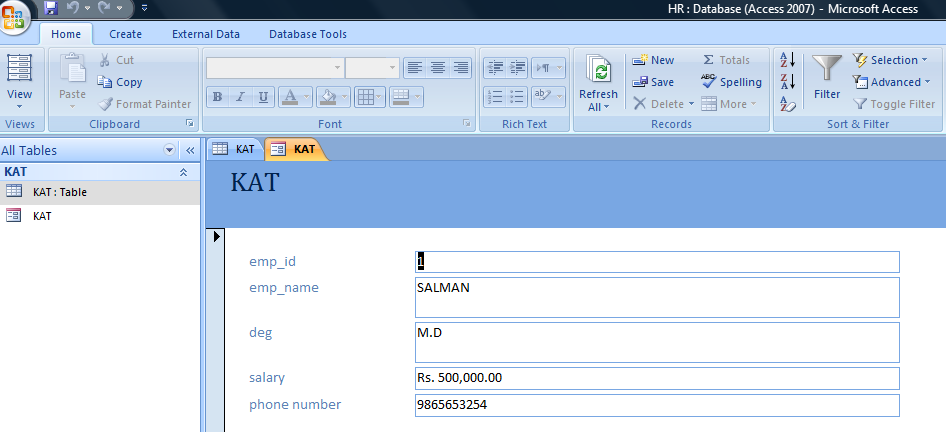 HR : Database (Access 2007) - Microsoft Access
Home Create External Data Database Tools
View
Views
Paste
Cut
Copy
Format Painter
Clipboard
B I U A
Font
Rich Text
Refresh
All
New
Save
Delete
Σ Totals
ABC Spelling
More
Records
A
Z
Z
A
Filter
Selection
Advanced
Toggle Filter
Sort & Filter
All Tables
KAT
KAT : Table
KAT
KAT KAT
KAT
emp_id 1
emp_name SALMAN
deg M.D
salary Rs. 500,000.00
phone number 9865653254